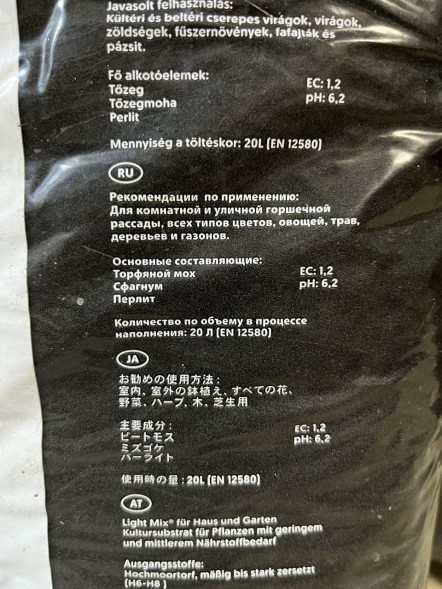 Javasolt felhasználás:
Kültéri és beltéri cserepes virágok, virágok,
zöldségek, fűszernövények, fafajták és
pázsit.
Fő alkotóelemek:
Tőzeg
Tőzegmoha
Perlit
EC: 1,2
pH: 6,2
Mennyiség a töltéskor: 20L (EN 12580)
RU
Рекомендации по применению:
Для комнатной и уличной горшечной
рассады, всех типов цветов, овощей, трав,
деревьев и газонов.
Основные составляющие:
Торфяной мох
Сфагнум
Перлит
EC: 1,2
pH: 6,2
Количество по объему в процессе
наполнения: 20 Л (EN 12580)
JA
お勧めの使用方法:
室内、室外の鉢植え、すべての花、
野菜、ハーブ、木、芝生用
主要成分:
ピートモス
ミズゴケ
パーライト
EC: 1,2
pH: 6,2
使用時の量:20L (EN 12580)
AT
Light Mix® für Haus und Garten
Kultursubstrat für Pflanzen mit geringem
und mittlerem Nährstoffbedarf
Ausgangsstoffe:
Hochmoortorf, mäßig bis stark zersetzt
(H6-H8 )